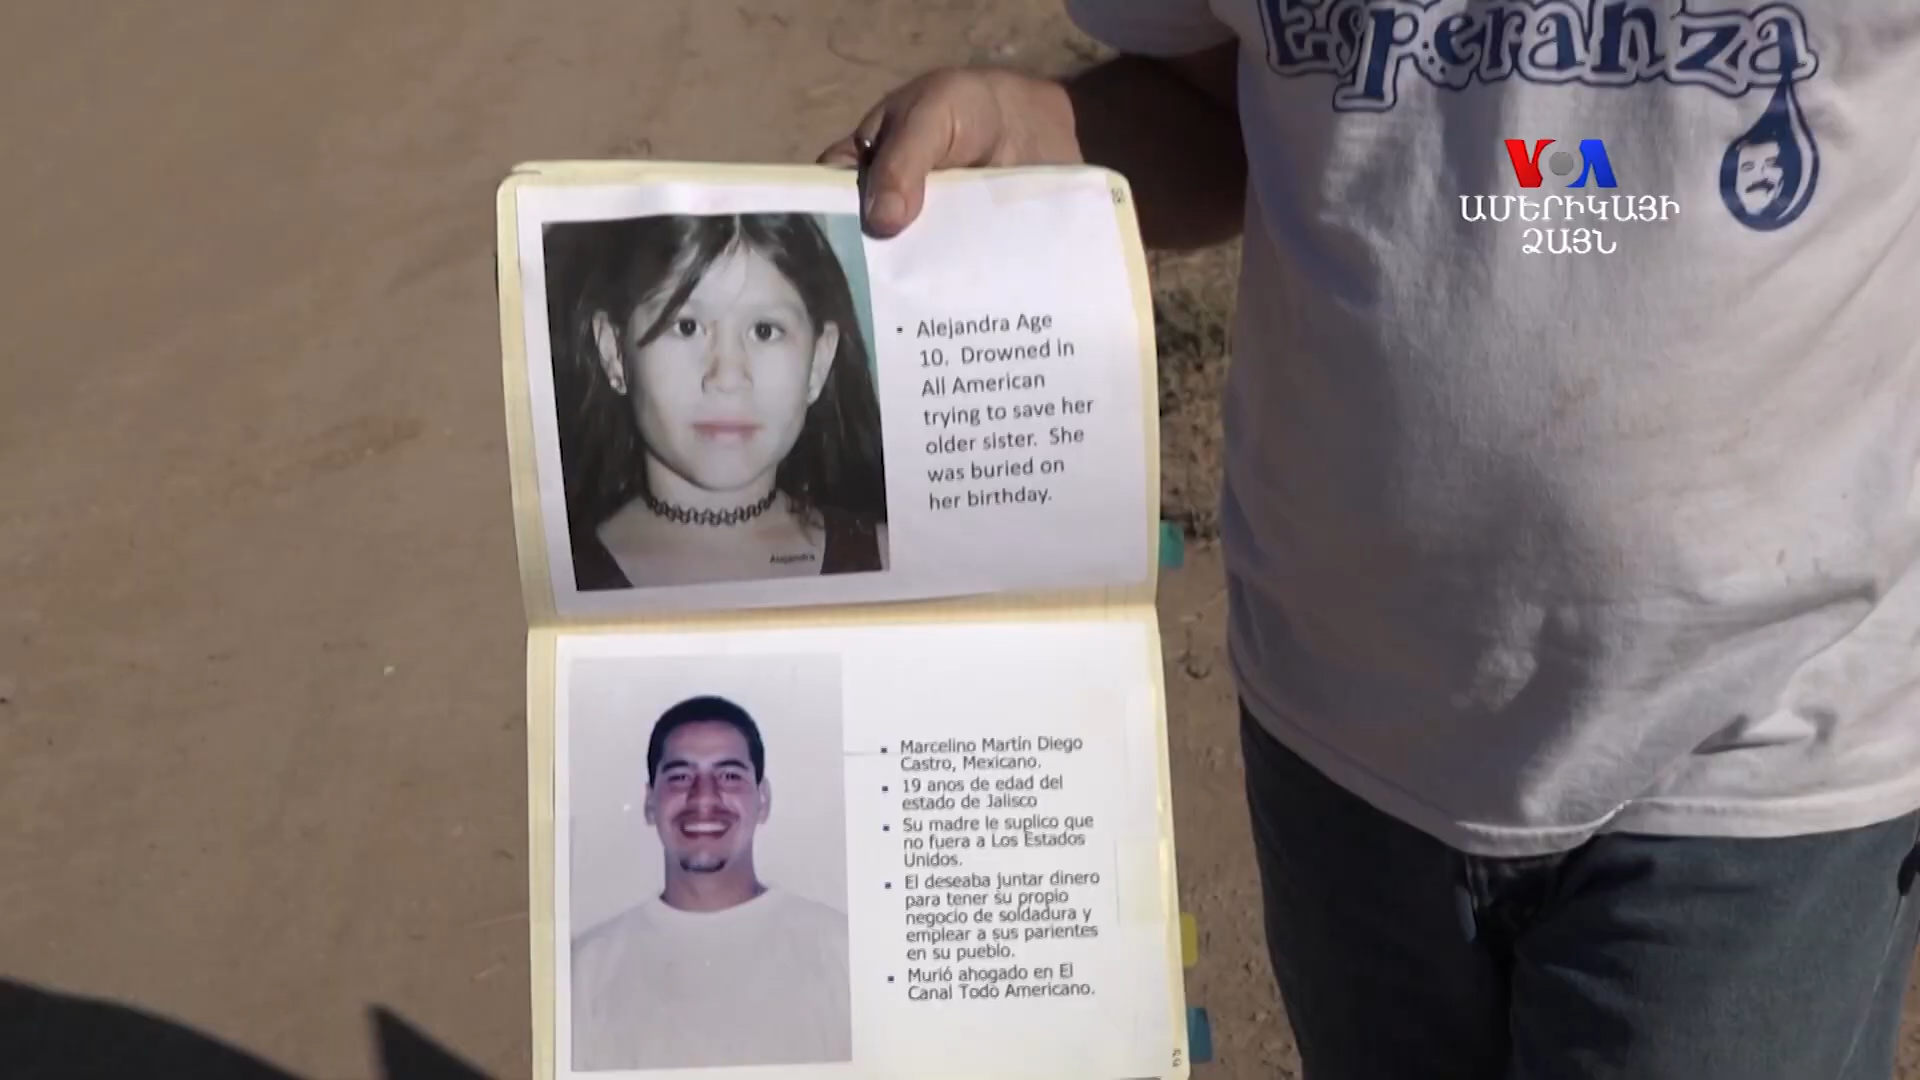 Esperanza
VOA
ԱՄԵՐԻԿԱՅԻ
ՁԱՅՆ
• Alejandra Age
10. Drowned in
All American
trying to save her
older sister. She
was buried on
her birthday.
Alejandra
▪ Marcelino Martín Diego
Castro, Mexicano.
▪ 19 anos de edad del
estado de Jalisco
▪ Su madre le suplico que
no fuera a Los Estados
Unidos.
▪ El deseaba juntar dinero
para tener su propio
negocio de soldadura y
emplear a sus parientes
en su pueblo.
▪ Murió ahogado en El
Canal Todo Americano.